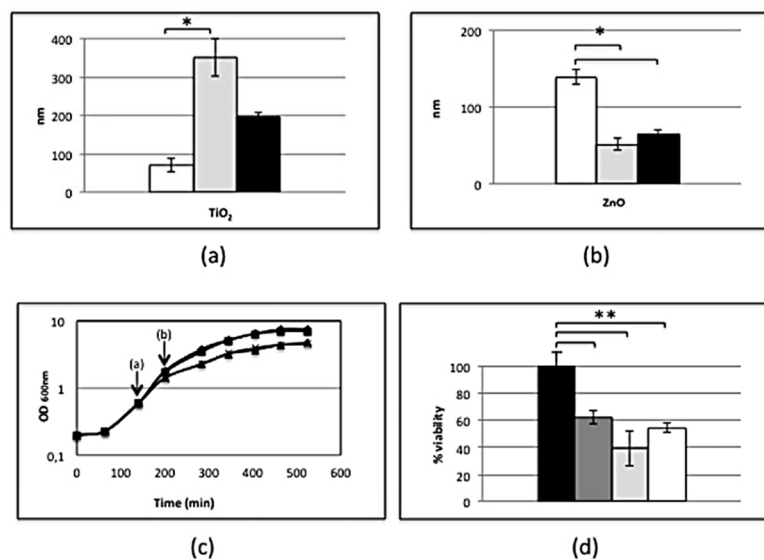 *
400
300
200
100
0
nm
TiO₂
(a)
*
200
100
0
nm
ZnO
(b)
10
1
0,1
OD 600nm
(a)
(b)
0 100 200 300 400 500 600
Time (min)
(c)
**
100
80
60
40
20
0
% viability
(d)